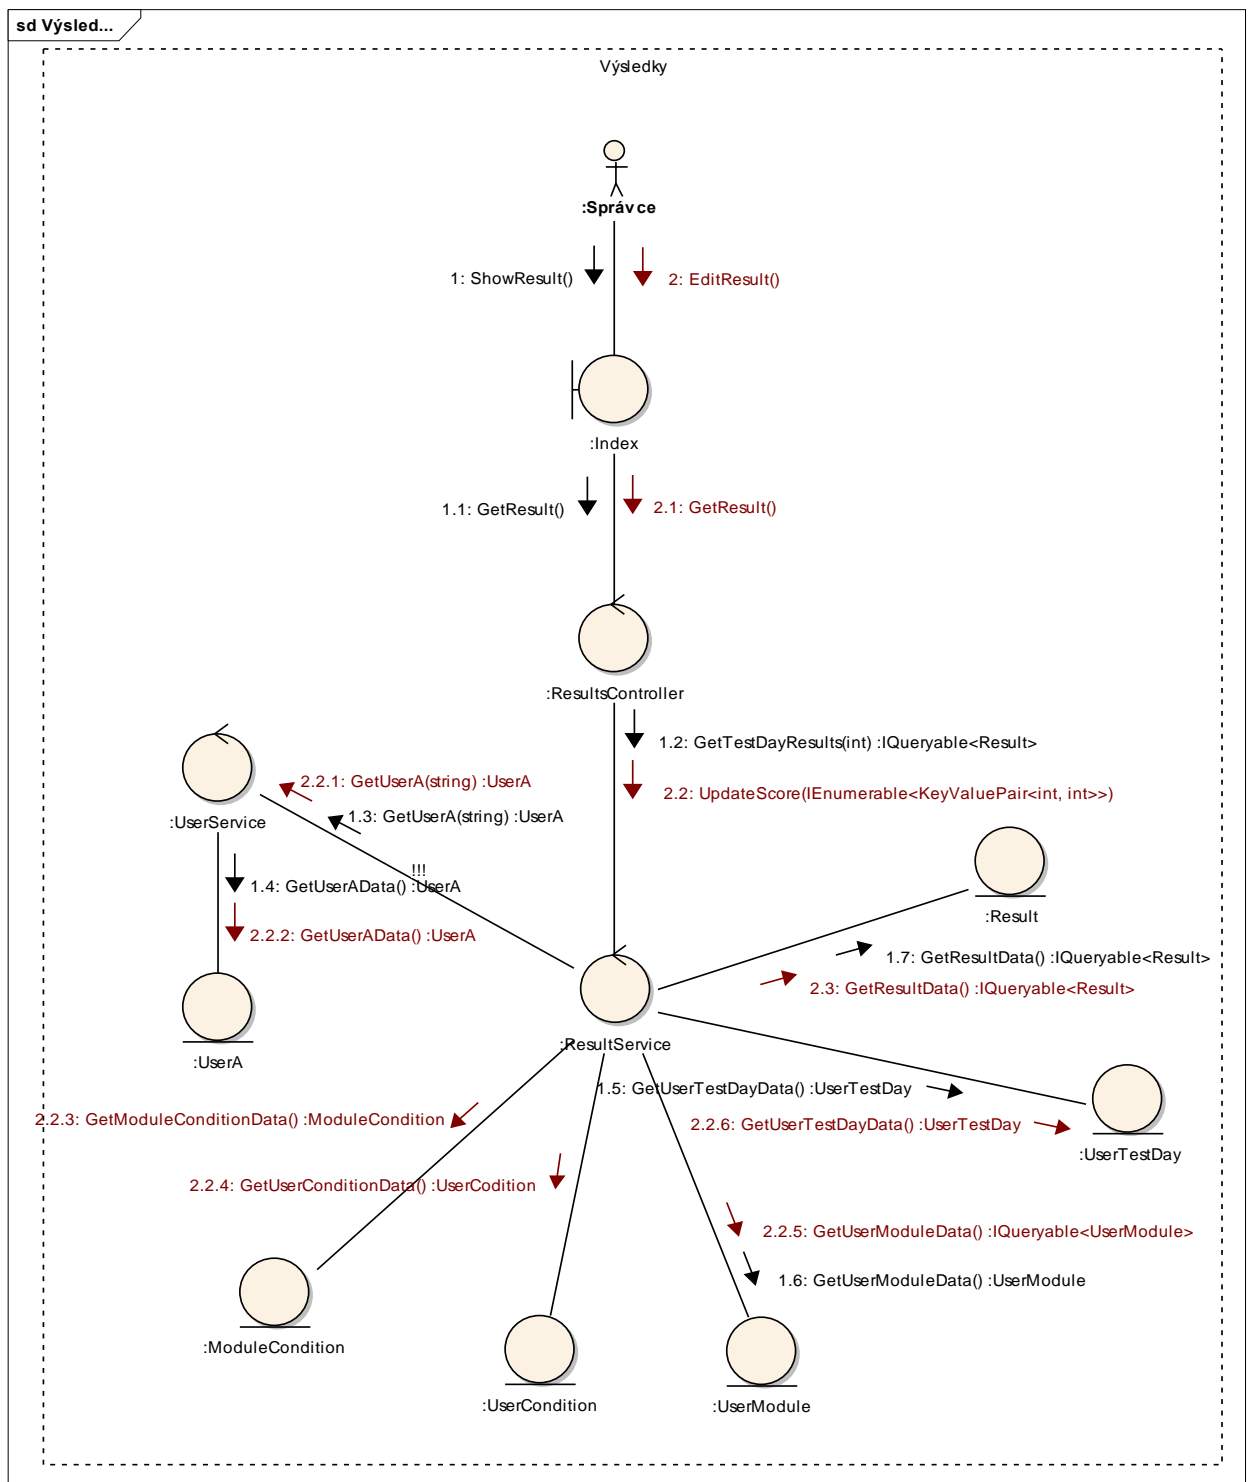 sd Výsled...
Výsledky
:Správce
1: ShowResult()
2: EditResult()
:Index
1.1: GetResult()
2.1: GetResult()
:ResultsController
1.2: GetTestDayResults(int) :IQueryable<Result>
2.2.1: GetUserA(string) :UserA
2.2: UpdateScore(IEnumerable<KeyValuePair<int, int>>)
1.3: GetUserA(string) :UserA
:UserService
!!!
1.4: GetUserAData() :UserA
:Result
2.2.2: GetUserAData() :UserA
1.7: GetResultData() :IQueryable<Result>
2.3: GetResultData() :IQueryable<Result>
:ResultService
:UserA
1.5: GetUserTestDayData() :UserTestDay
2.2.3: GetModuleConditionData() :ModuleCondition
2.2.6: GetUserTestDayData() :UserTestDay
:UserTestDay
2.2.4: GetUserConditionData() :UserCodition
2.2.5: GetUserModuleData() :IQueryable<UserModule>
1.6: GetUserModuleData() :UserModule
:ModuleCondition
:UserCondition
:UserModule